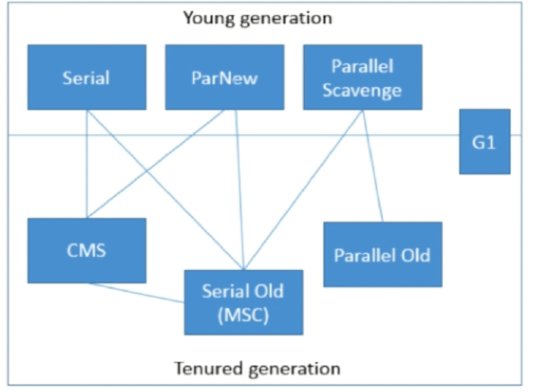 Young generation
Serial
ParNew
Parallel
Scavenge
G1
CMS
Parallel Old
Serial Old
(MSC)
Tenured generation